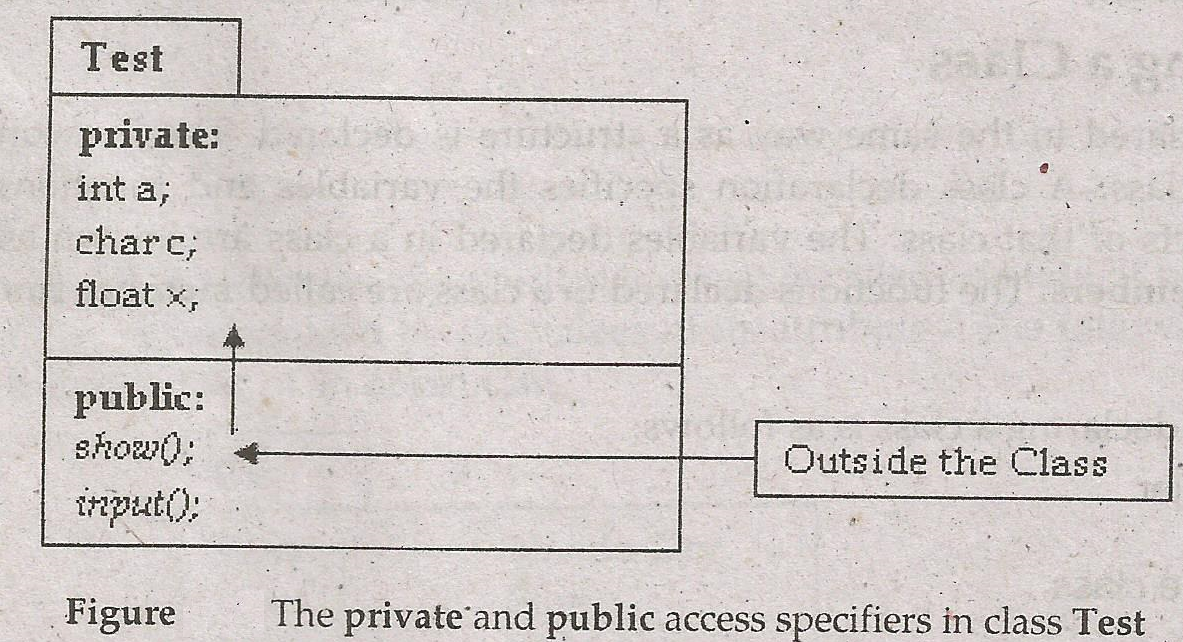 Test
private:
int a;
char c;
float x;
public:
show();
input();
Outside the Class
Figure The private and public access specifiers in class Test